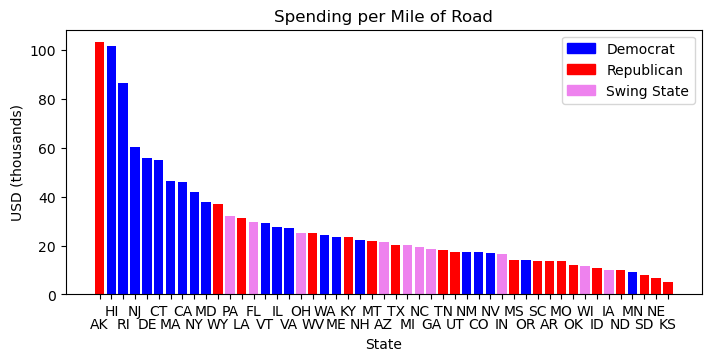 Spending per Mile of Road
USD (thousands)
100
80
60
40
20
0
Democrat
Republican
Swing State
HI NJ CT CA MD PA FL IL OH WA KY MT TX NC TN NM NV MS SC MO WI IA MN NE
AK RI DE MA NY WY LA VT VA WV ME NH AZ MI GA UT CO IN OR AR OK ID ND SD KS
State